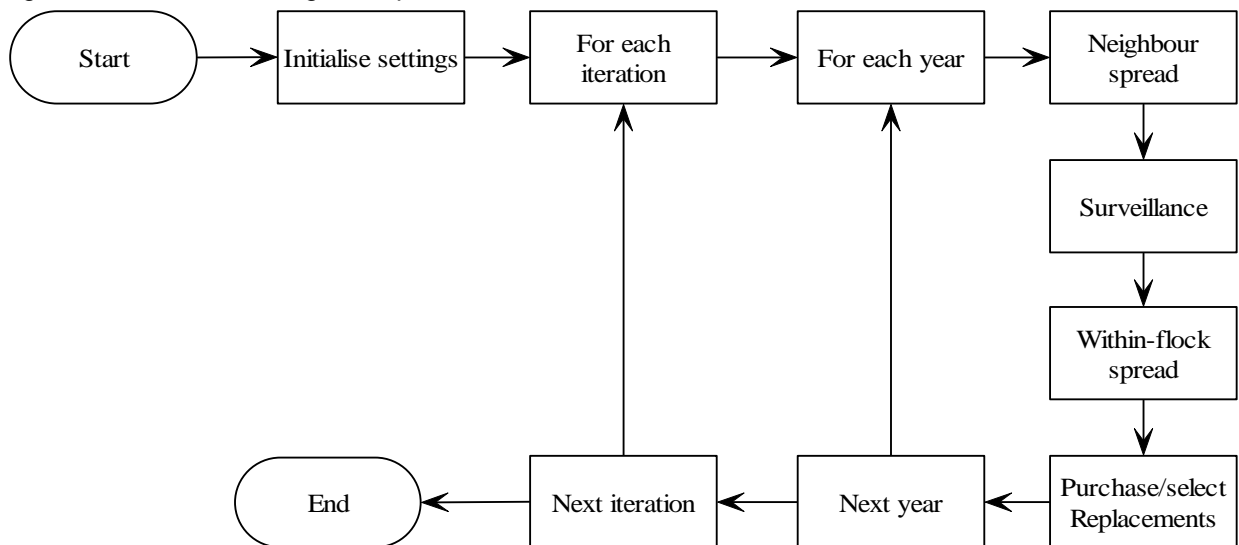 Start
Initialise settings
For each
iteration
For each year
Neighbour
spread
Surveillance
Within-flock
spread
Purchase/select
Replacements
Next year
Next iteration
End